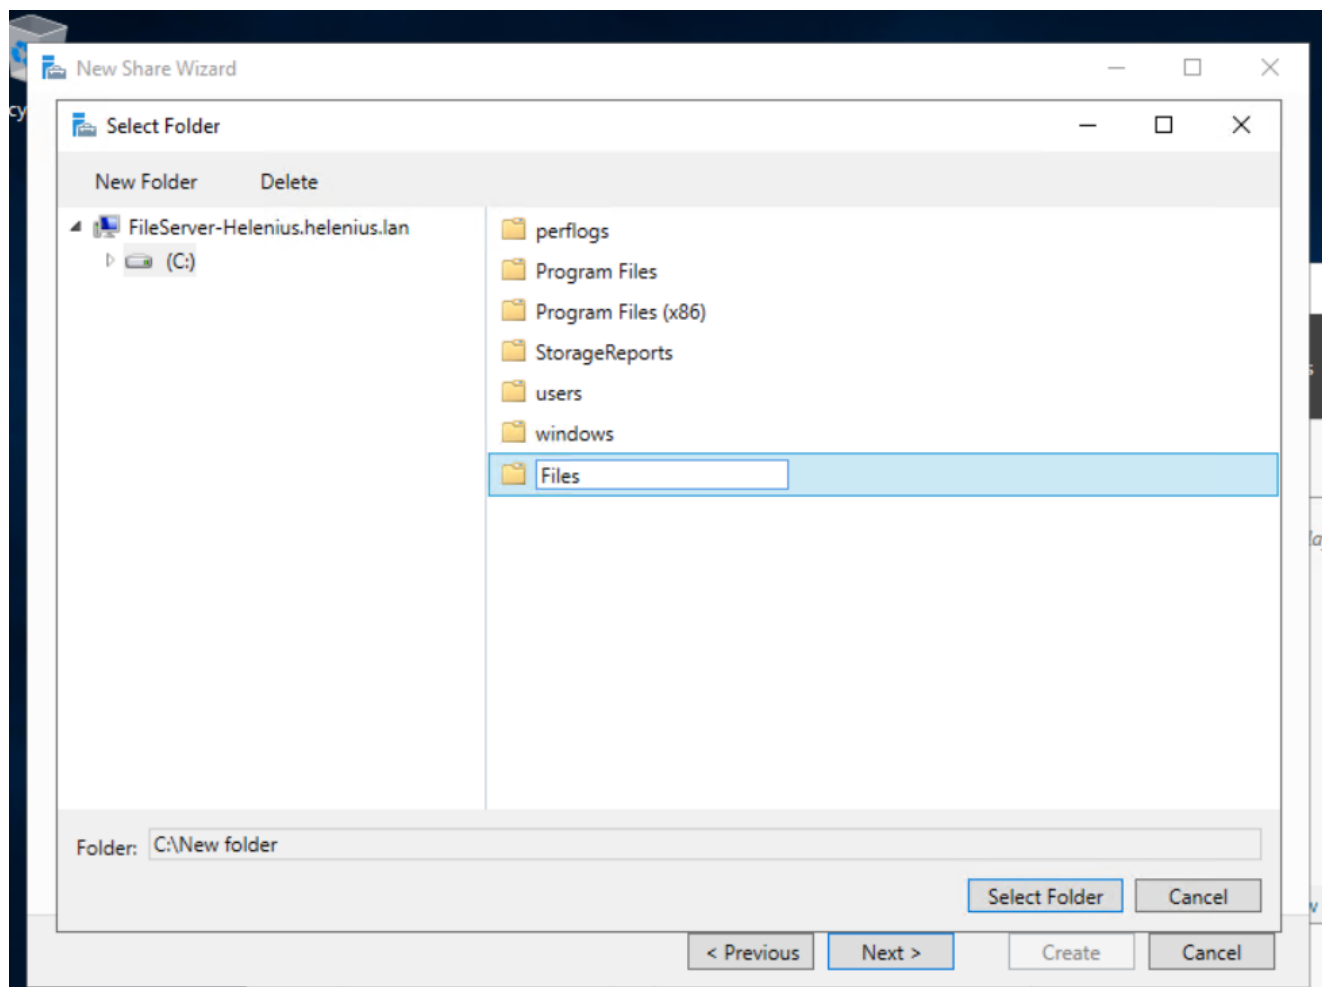 New Share Wizard
cy
Select Folder
New Folder Delete
FileServer-Helenius.helenius.lan
(C:)
perflogs
Program Files
Program Files (x86)
StorageReports
users
windows
Files
Folder: C:\New folder
Select Folder Cancel
< Previous Next > Create Cancel